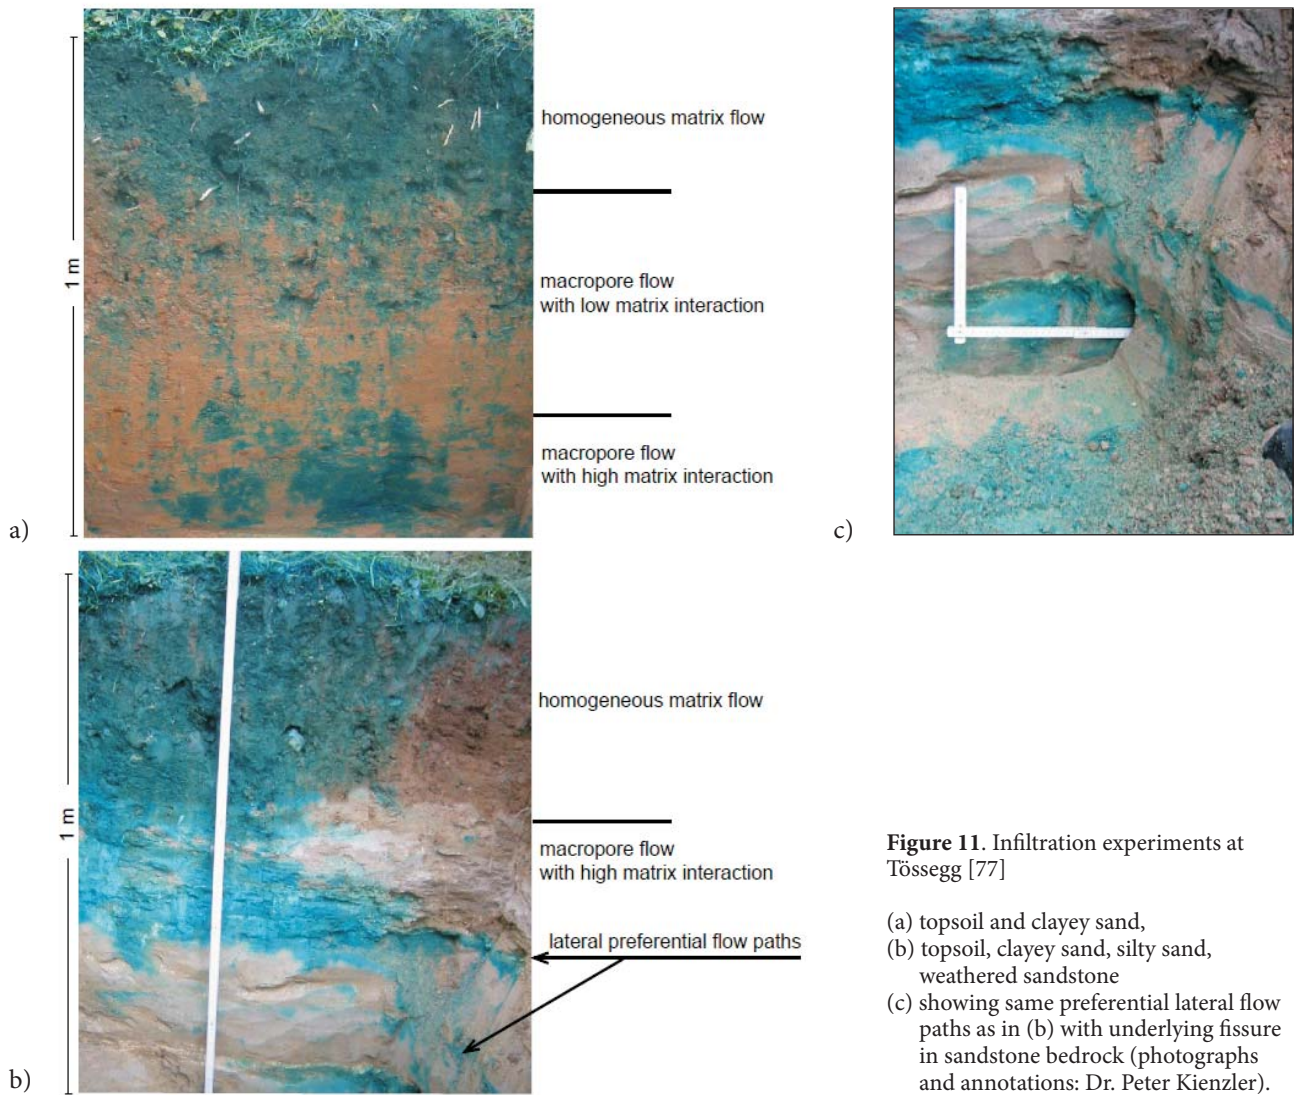 homogeneous matrix flow
1 m
macropore flow
with low matrix interaction
macropore flow
with high matrix interaction
a)
c)
homogeneous matrix flow
1 m
macropore flow
with high matrix interaction
lateral preferential flow paths
b)
Figure 11. Infiltration experiments at
Tössegg [77]
(a) topsoil and clayey sand,
(b) topsoil, clayey sand, silty sand,
weathered sandstone
(c) showing same preferential lateral flow
paths as in (b) with underlying fissure
in sandstone bedrock (photographs
and annotations: Dr. Peter Kienzler).